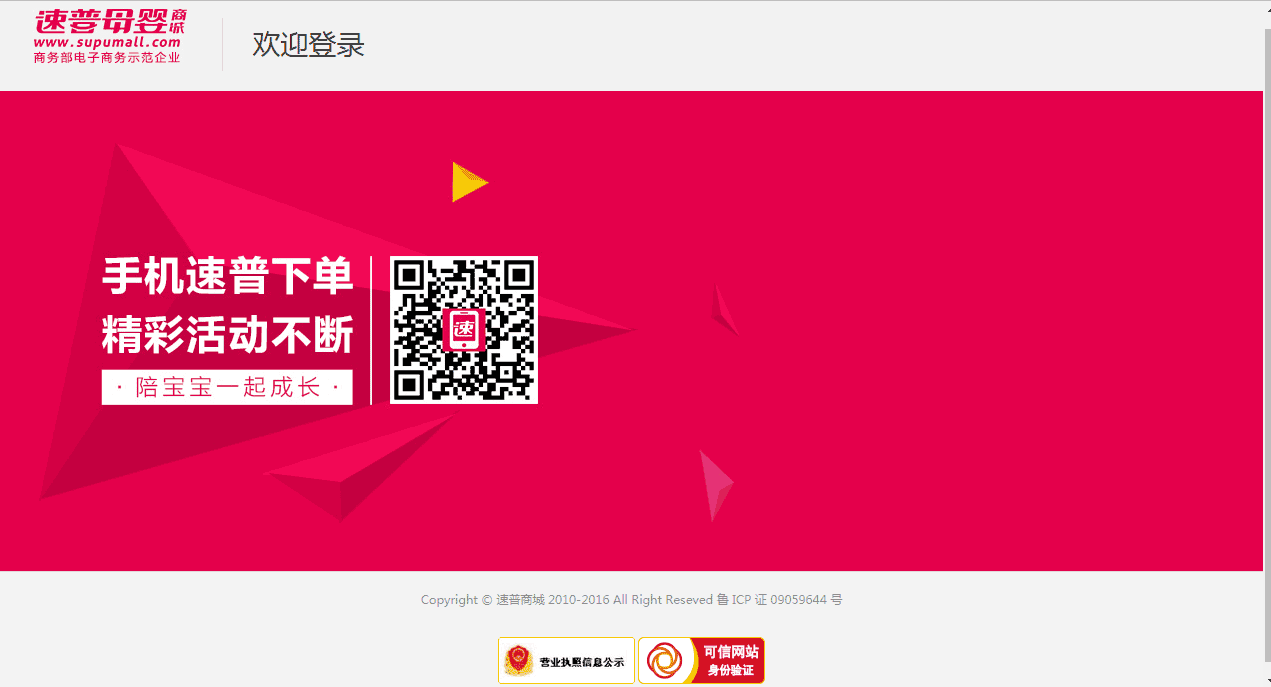 速普母婴商城
www.supumall.com
商务部电子商务示范企业
欢迎登录
手机速普下单
精彩活动不断
· 陪宝宝一起成长 ·
速
Copyright © 速普商城 2010-2016 All Right Reseved 鲁 ICP 证 09059644 号
营业执照信息公示
可信网站
身份验证